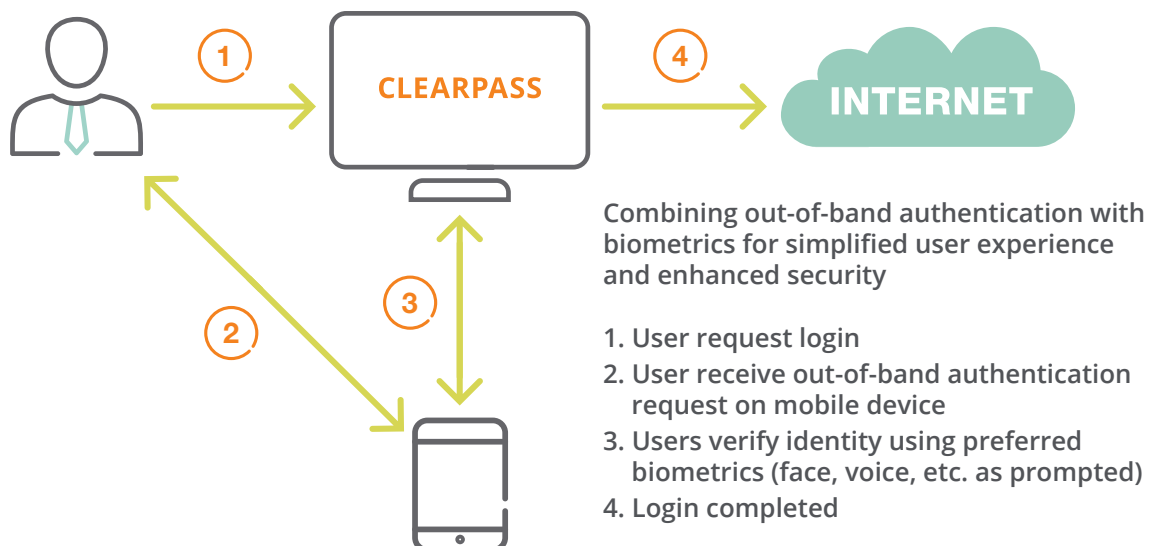 1
4
CLEARPASS
INTERNET
Combining out-of-band authentication with
biometrics for simplified user experience
and enhanced security
3
2
1. User request login
2. User receive out-of-band authentication
request on mobile device
3. Users verify identity using preferred
biometrics (face, voice, etc. as prompted)
4. Login completed